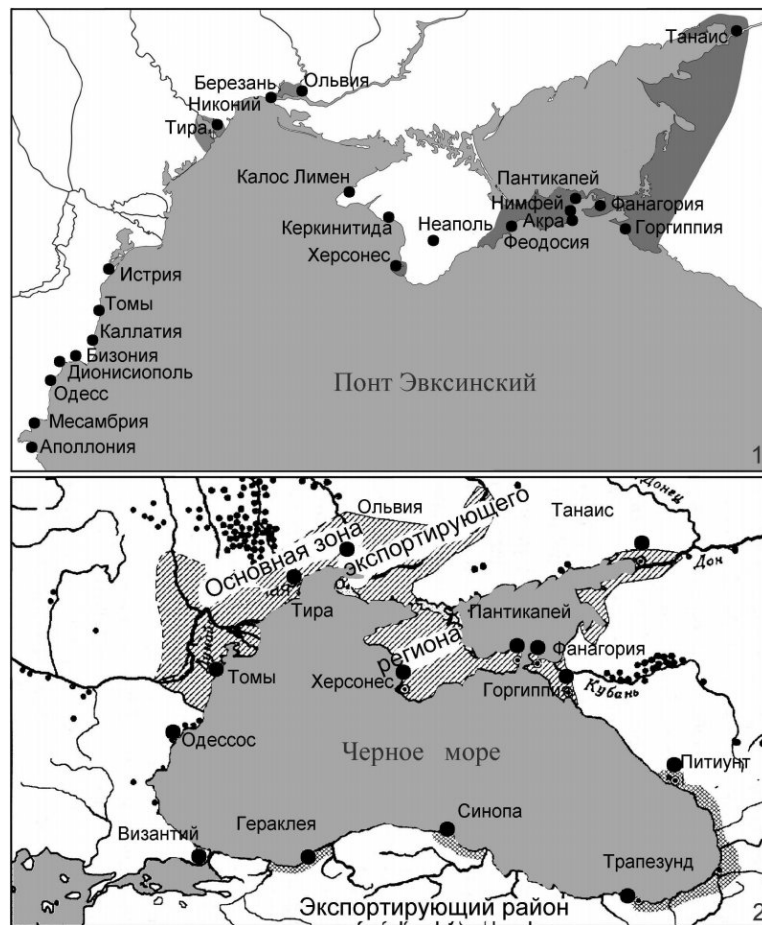 Танаис
Березань
Ольвия
Никоний
Тира
Калос Лимен
Пантикапей
Нимфей
Фанагория
Керкинитида
Неаполь
Акра
Херсонес
Феодосия
Горгиппия
Истрия
Томы
Каллатия
Бизония
Дионисиополь
Одесс
Понт Эвксинский
Месамбрия
Аполлония
1
Донец
Ольвия
Танаис
Основная зона
экспортирующего
региона
Дон
Тира
Пантикапей
Дунай
Фанагория
Томы
Херсонес
Горгиппия
Кубань
Одессос
Черное море
Питиунт
Синопа
Византий
Гераклея
Трапезунд
Экспортирующий район
2